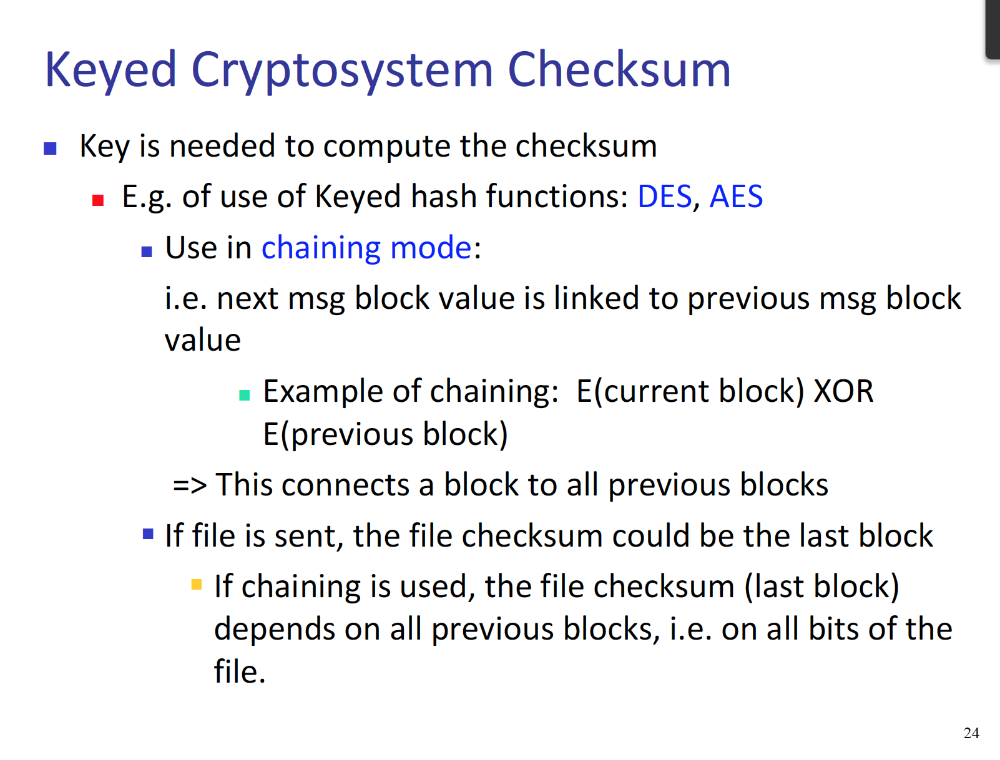 Keyed Cryptosystem Checksum
Key is needed to compute the checksum
E.g. of use of Keyed hash functions: DES, AES
Use in chaining mode:
i.e. next msg block value is linked to previous msg block
value
Example of chaining:  E(current block) XOR
E(previous block)
=> This connects a block to all previous blocks
If file is sent, the file checksum could be the last block
If chaining is used, the file checksum (last block)
depends on all previous blocks, i.e. on all bits of the
file.
24